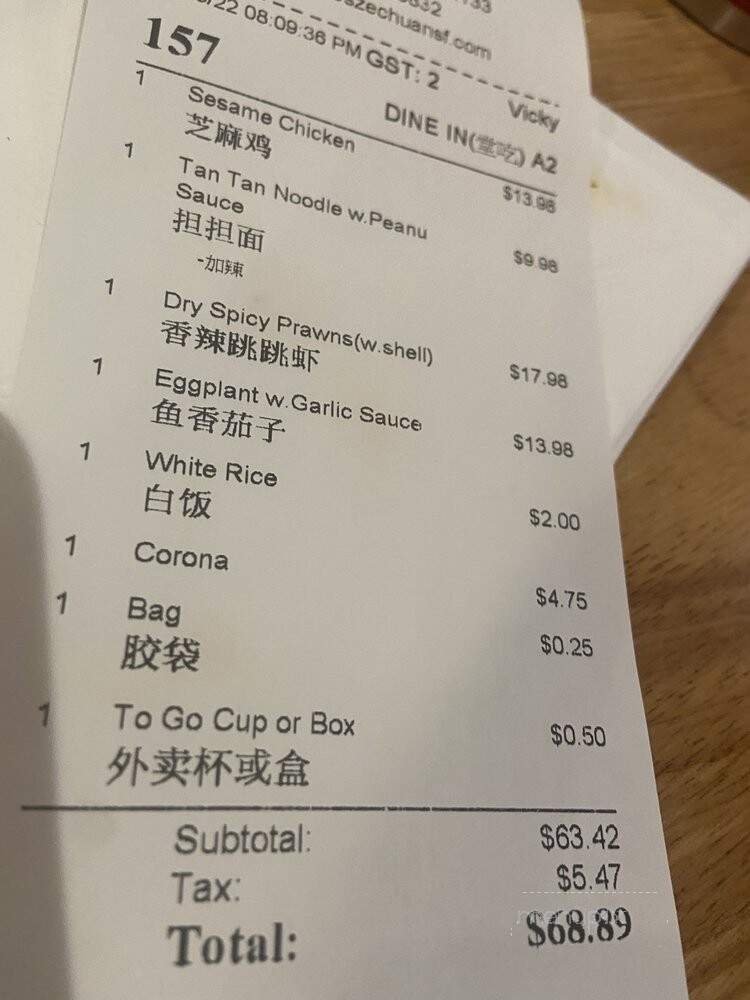 szechuansf.com
/22 08:09:36 PM GST: 2
Vicky
157
DINE IN(堂吃) A2
1 Sesame Chicken $13.98
芝麻鸡
1 Tan Tan Noodle w.Peanu $9.98
Sauce
担担面
-加辣
1 Dry Spicy Prawns(w.shell) $17.98
香辣跳跳虾
1 Eggplant w.Garlic Sauce $13.98
鱼香茄子
1 White Rice $2.00
白饭
1 Corona $4.75
1 Bag $0.25
胶袋
1 To Go Cup or Box $0.50
外卖杯或盒
Subtotal: $63.42
Tax: $5.47
Total: $68.89